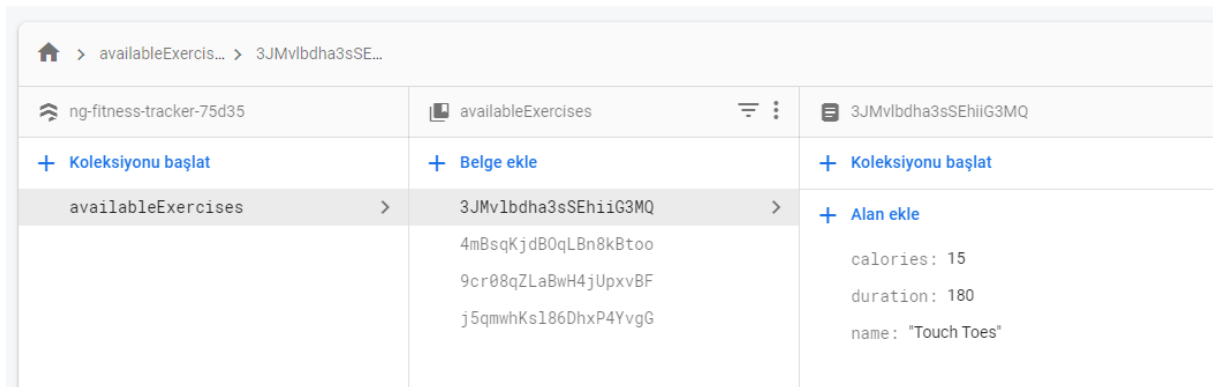 availableExercis... > 3JMvlbdha3sSE...
ng-fitness-tracker-75d35
Koleksiyonu başlat
availableExercises
availableExercises
Belge ekle
3JMvlbdha3sSEhiiG3MQ
4mBsqKjdBOqLBn8kBtoo
9cr08qZLaBwH4jUpxvBF
j5qmwhKsl86DhxP4YvgG
3JMvlbdha3sSEhiiG3MQ
Koleksiyonu başlat
Alan ekle
calories: 15
duration: 180
name: "Touch Toes"